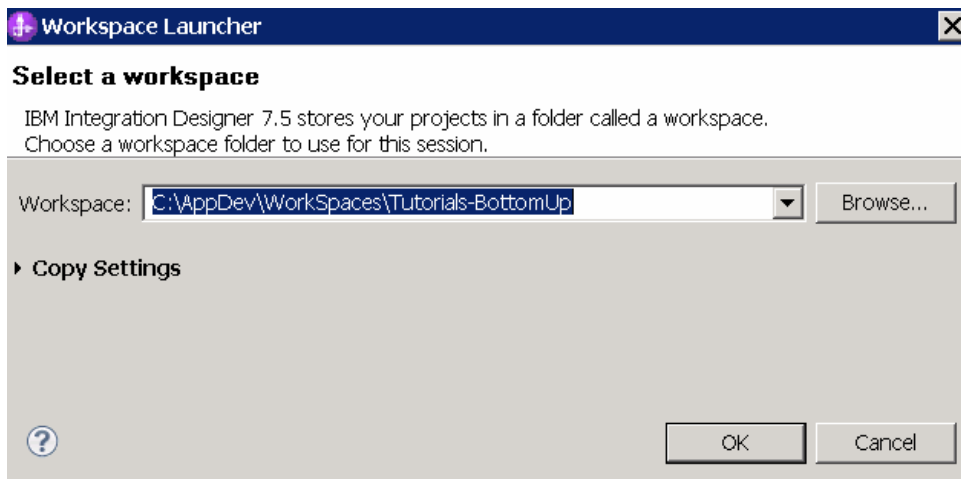 Workspace Launcher
Select a workspace
IBM Integration Designer 7.5 stores your projects in a folder called a workspace.
Choose a workspace folder to use for this session.
Workspace: C:\AppDev\WorkSpaces\Tutorials-BottomUp Browse...
Copy Settings
? OK Cancel